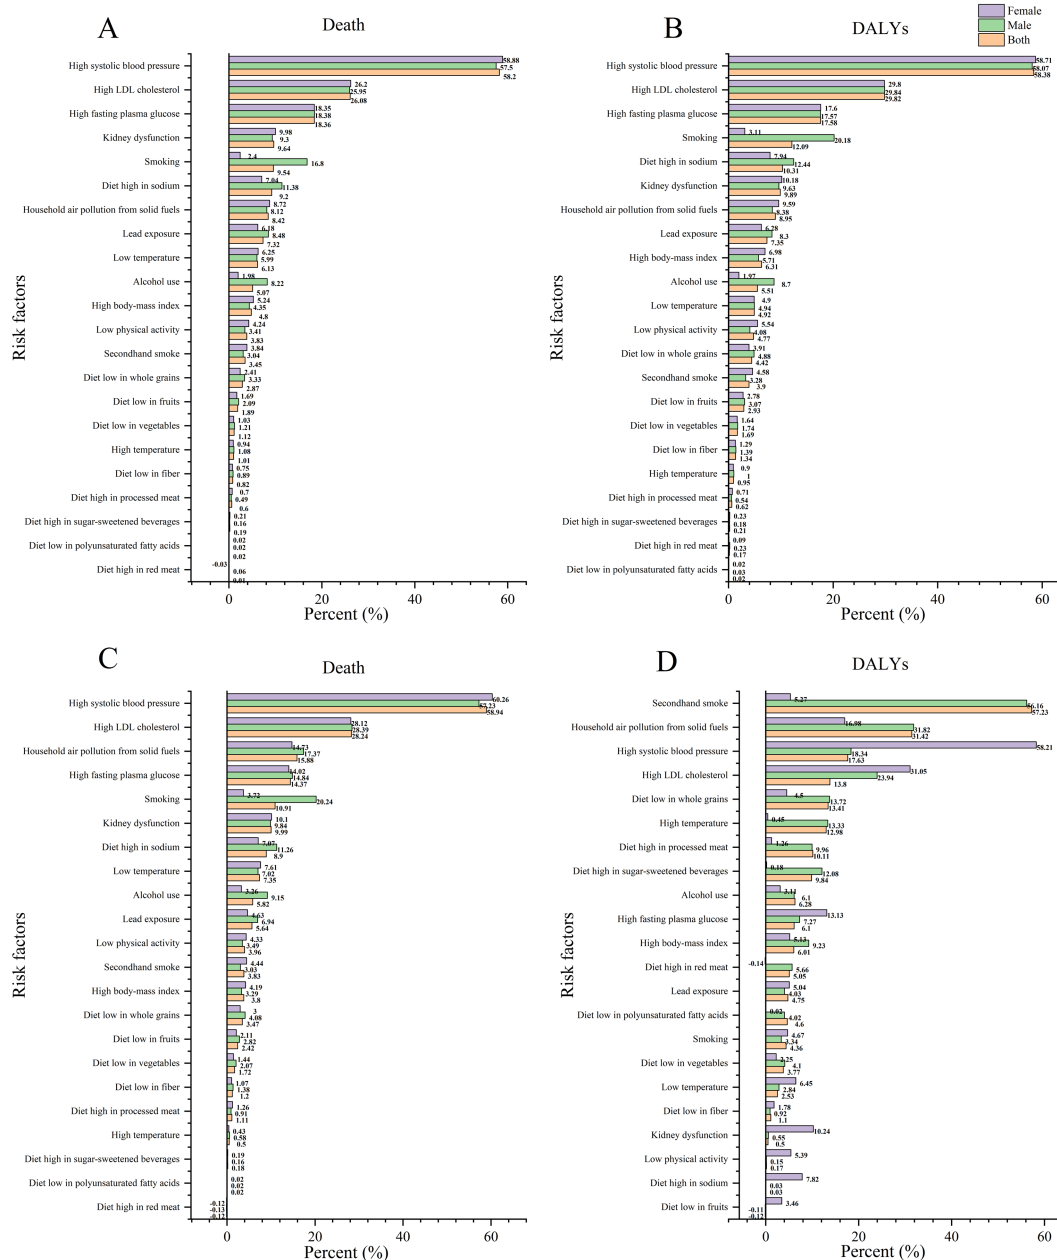 Female
Male
Both
A
Death
Risk factors
High systolic blood pressure
58.88
57.5
58.2
High LDL cholesterol
26.2
25.95
26.08
High fasting plasma glucose
18.35
18.38
18.36
Kidney dysfunction
9.98
9.3
9.64
Smoking
2.4
16.8
9.54
Diet high in sodium
7.04
11.38
9.2
Household air pollution from solid fuels
8.72
8.12
8.42
Lead exposure
6.18
8.48
7.32
Low temperature
6.25
5.99
6.13
Alcohol use
1.98
8.22
5.07
High body-mass index
5.24
4.35
4.8
Low physical activity
4.24
3.41
3.83
Secondhand smoke
3.84
3.04
3.45
Diet low in whole grains
2.41
3.33
2.87
Diet low in fruits
1.69
2.09
1.89
Diet low in vegetables
1.03
1.21
1.12
High temperature
0.94
1.08
1.01
Diet low in fiber
0.75
0.89
0.82
Diet high in processed meat
0.7
0.49
0.6
Diet high in sugar-sweetened beverages
0.21
0.16
0.19
Diet low in polyunsaturated fatty acids
0.02
0.02
0.02
Diet high in red meat
-0.03
0.06
0.01
0 20 40 60
Percent (%)
B
DALYs
Risk factors
High systolic blood pressure
58.71
58.07
58.38
High LDL cholesterol
29.8
29.84
29.82
High fasting plasma glucose
17.6
17.57
17.58
Smoking
3.11
20.18
12.09
Diet high in sodium
7.94
12.44
10.31
Kidney dysfunction
10.18
9.63
9.89
Household air pollution from solid fuels
9.59
8.38
8.95
Lead exposure
6.28
8.3
7.35
High body-mass index
6.98
5.71
6.31
Alcohol use
1.97
8.7
5.51
Low temperature
4.9
4.94
4.92
Low physical activity
5.54
4.08
4.77
Diet low in whole grains
3.91
4.88
4.42
Secondhand smoke
4.58
3.28
3.9
Diet low in fruits
2.78
3.07
2.93
Diet low in vegetables
1.64
1.74
1.69
Diet low in fiber
1.29
1.39
1.34
High temperature
0.9
1
0.95
Diet high in processed meat
0.71
0.54
0.62
Diet high in sugar-sweetened beverages
0.23
0.18
0.21
Diet high in red meat
0.09
0.23
0.17
Diet low in polyunsaturated fatty acids
0.02
0.03
0.02
0 20 40 60
Percent (%)
C
Death
Risk factors
High systolic blood pressure
60.26
57.23
58.94
High LDL cholesterol
28.12
28.39
28.24
Household air pollution from solid fuels
14.73
17.37
15.88
High fasting plasma glucose
14.02
14.84
14.37
Smoking
3.72
20.24
10.91
Kidney dysfunction
10.1
9.84
9.99
Diet high in sodium
7.07
11.26
8.9
Low temperature
7.61
7.02
7.35
Alcohol use
3.26
9.15
5.82
Lead exposure
4.63
6.94
5.64
Low physical activity
4.33
3.49
3.96
Secondhand smoke
4.44
3.03
3.83
High body-mass index
4.19
3.29
3.8
Diet low in whole grains
3
4.08
3.47
Diet low in fruits
2.11
2.82
2.42
Diet low in vegetables
1.44
2.07
1.72
Diet low in fiber
1.07
1.38
1.2
Diet high in processed meat
1.26
0.91
1.11
High temperature
0.43
0.58
0.5
Diet high in sugar-sweetened beverages
0.19
0.16
0.18
Diet low in polyunsaturated fatty acids
0.02
0.02
0.02
Diet high in red meat
-0.12
-0.13
-0.12
0 20 40 60
Percent (%)
D
DALYs
Risk factors
Secondhand smoke
5.27
56.16
57.23
Household air pollution from solid fuels
16.98
31.82
31.42
High systolic blood pressure
58.21
18.34
17.63
High LDL cholesterol
31.05
23.94
13.8
Diet low in whole grains
4.5
13.72
13.41
High temperature
0.45
13.33
12.98
Diet high in processed meat
1.26
9.96
10.11
Diet high in sugar-sweetened beverages
0.18
12.08
9.84
Alcohol use
3.11
6.1
6.28
High fasting plasma glucose
13.13
7.27
6.1
High body-mass index
5.13
9.23
6.01
Diet high in red meat
-0.14
5.66
5.05
Lead exposure
5.04
4.03
4.75
Diet low in polyunsaturated fatty acids
0.02
4.02
4.6
Smoking
4.67
3.34
4.36
Diet low in vegetables
2.25
4.1
3.77
Low temperature
6.45
2.84
2.53
Diet low in fiber
1.78
0.92
1.1
Kidney dysfunction
10.24
0.55
0.5
Low physical activity
5.39
0.15
0.17
Diet high in sodium
7.82
0.03
0.03
Diet low in fruits
3.46
-0.11
-0.12
0 20 40 60
Percent (%)